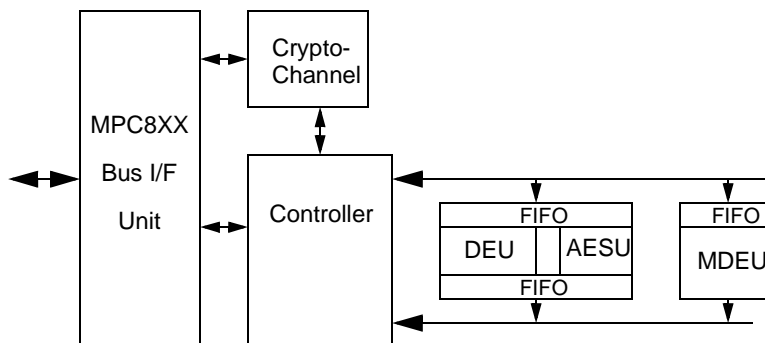 Crypto-
Channel
MPC8XX
Bus I/F
Unit
Controller
FIFO
DEU
AESU
FIFO
FIFO
MDEU